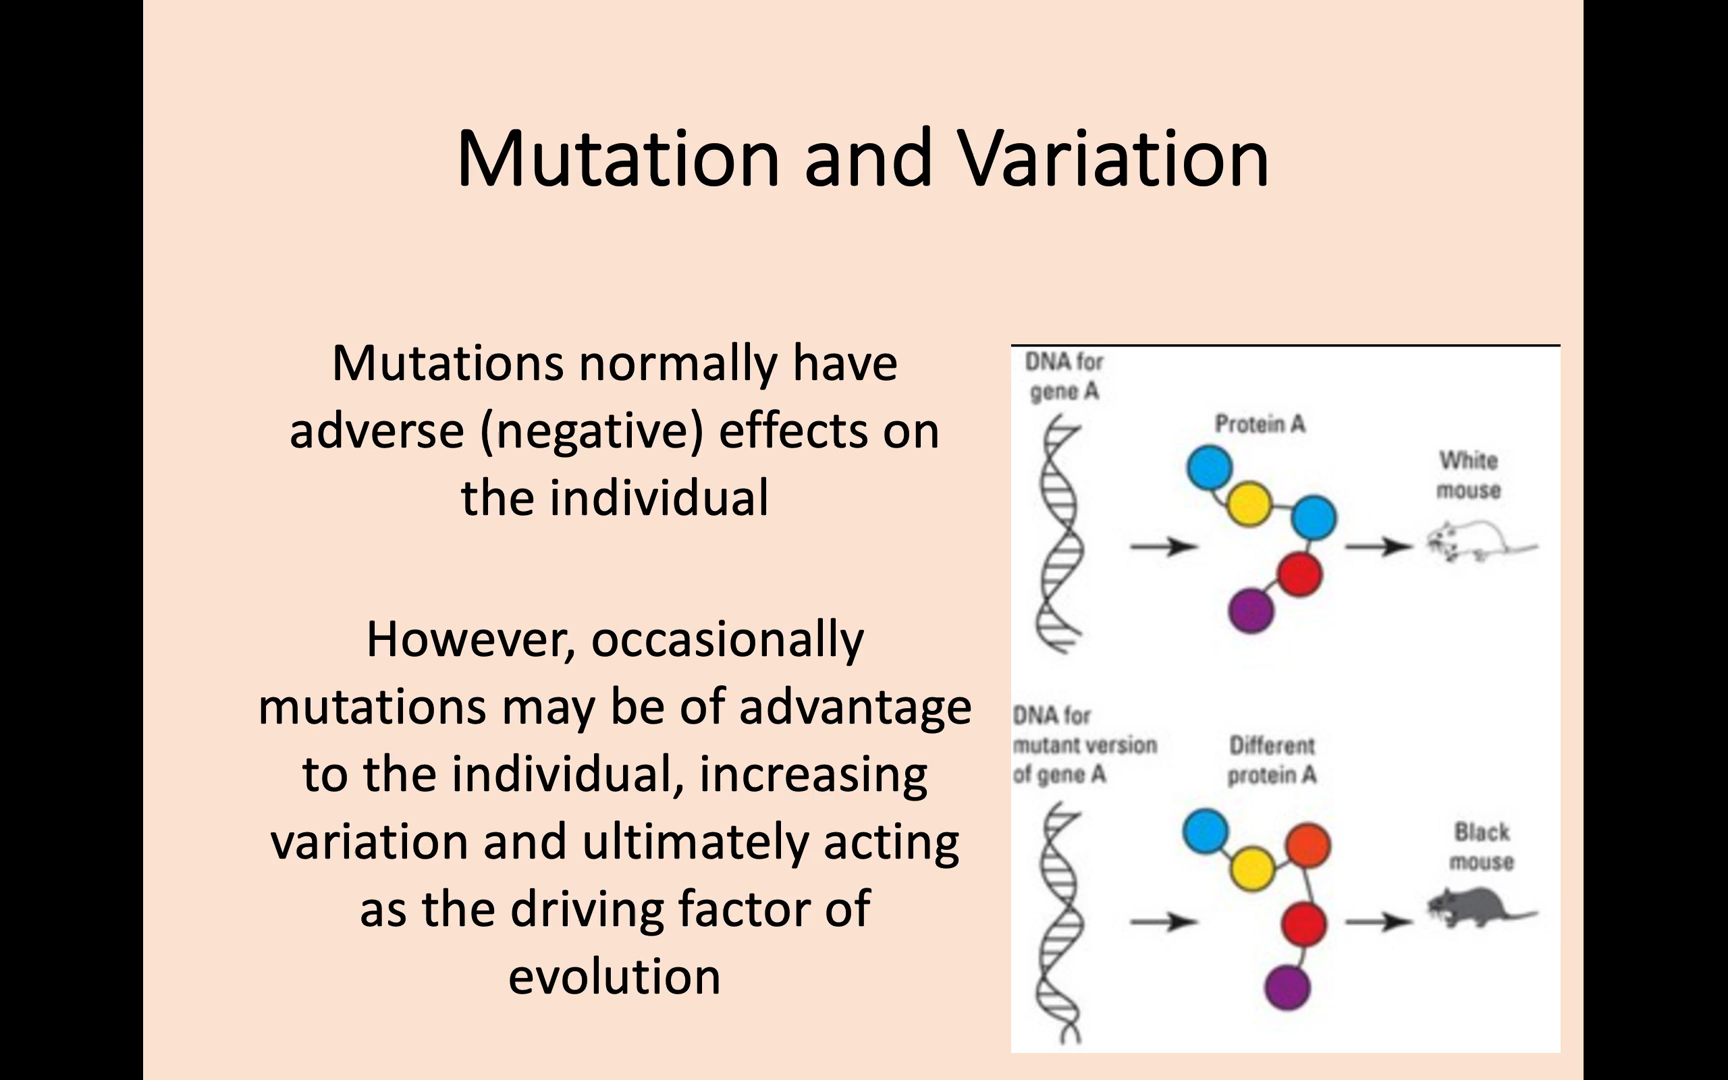 Mutation and Variation
Mutations normally have
adverse (negative) effects on
the individual
However, occasionally
mutations may be of advantage
to the individual, increasing
variation and ultimately acting
as the driving factor of
evolution
DNA for
gene A
Protein A
White
mouse
DNA for
mutant version
of gene A
Different
protein A
Black
mouse